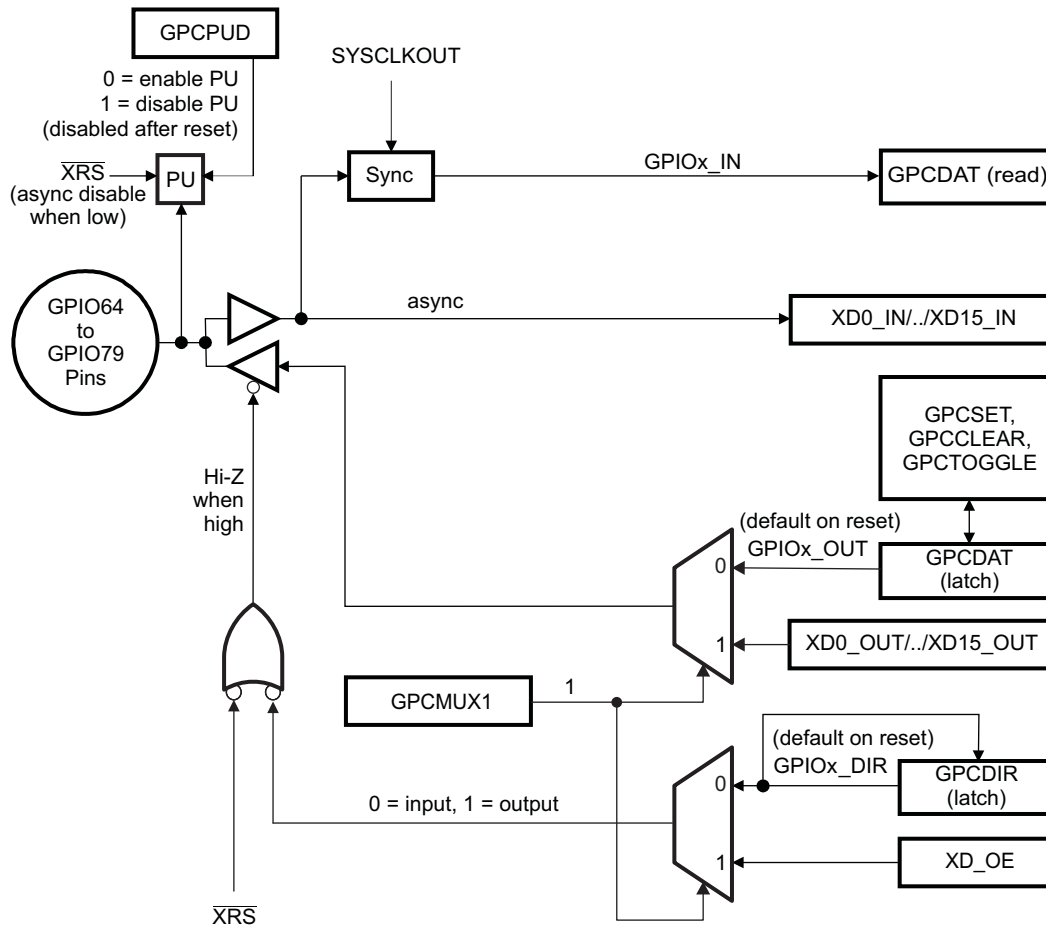 GPCPUD
0 = enable PU
1 = disable PU
(disabled after reset)
SYSCLKOUT
XRS
(async disable
when low)
PU
Sync
GPIOx_IN
GPCDAT (read)
GPIO64
to
GPIO79
Pins
async
XD0_IN/../XD15_IN
GPCSET,
GPCCLEAR,
GPCTOGGLE
Hi-Z
when
high
(default on reset)
GPIOx_OUT
0
GPCDAT
(latch)
1
XD0_OUT/../XD15_OUT
GPCMUX1
1
(default on reset)
GPIOx_DIR
0
GPCDIR
(latch)
0 = input, 1 = output
1
XD_OE
XRS